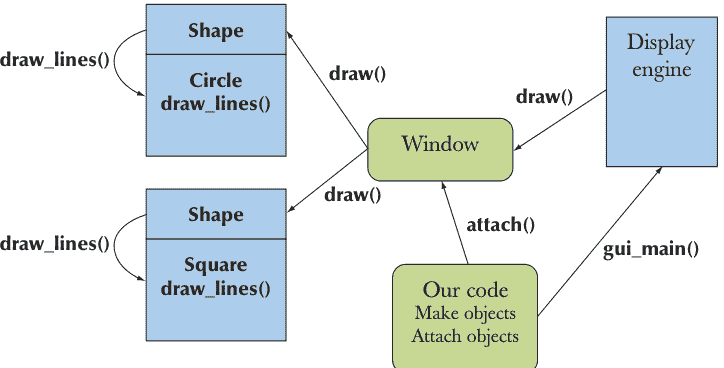 Shape
draw_lines()
Circle
draw_lines()
draw()
Window
draw()
Display
engine
draw()
Shape
draw_lines()
Square
draw_lines()
attach()
gui_main()
Our code
Make objects
Attach objects